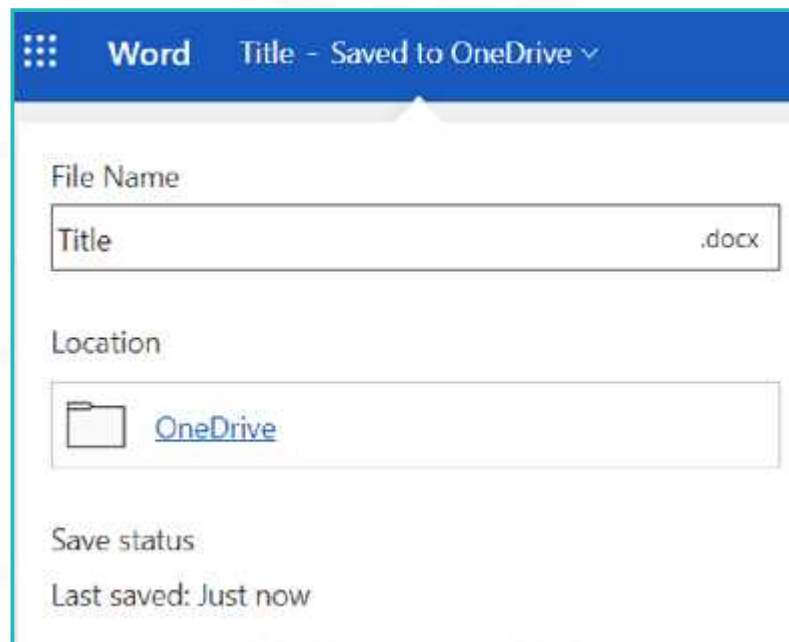 Word Title - Saved to OneDrive
File Name
Title .docx
Location
OneDrive
Save status
Last saved: Just now